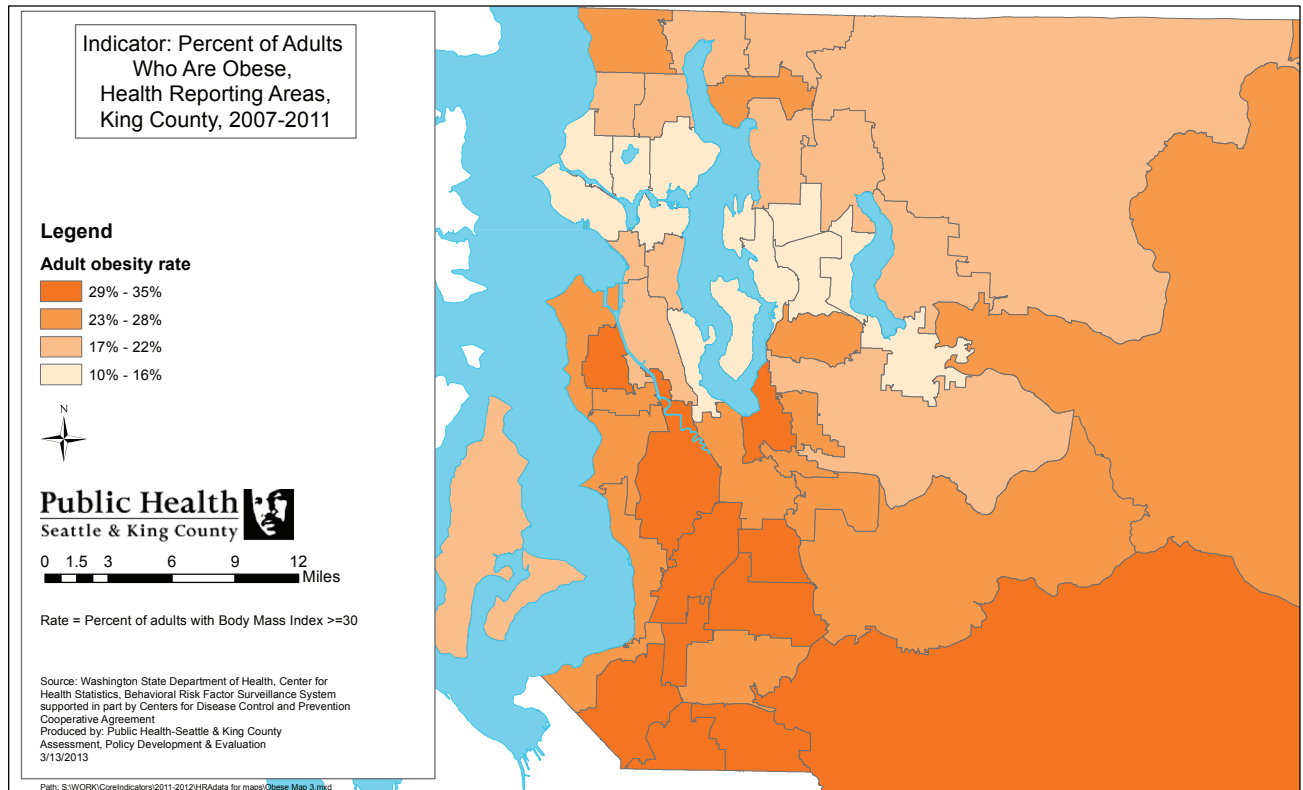 Indicator: Percent of Adults
Who Are Obese,
Health Reporting Areas,
King County, 2007-2011
Legend
Adult obesity rate
29% - 35%
23% - 28%
17% - 22%
10% - 16%
N
Public Health
Seattle & King County
0 1.5 3 6 9 12
Miles
Rate = Percent of adults with Body Mass Index >=30
Source: Washington State Department of Health, Center for
Health Statistics, Behavioral Risk Factor Surveillance System
supported in part by Centers for Disease Control and Prevention
Cooperative Agreement
Produced by: Public Health-Seattle & King County
Assessment, Policy Development & Evaluation
3/13/2013
Path: S:\WORK\CoreIndicators\2011-2012\HRAdata for maps\Obese Map 3.mxd